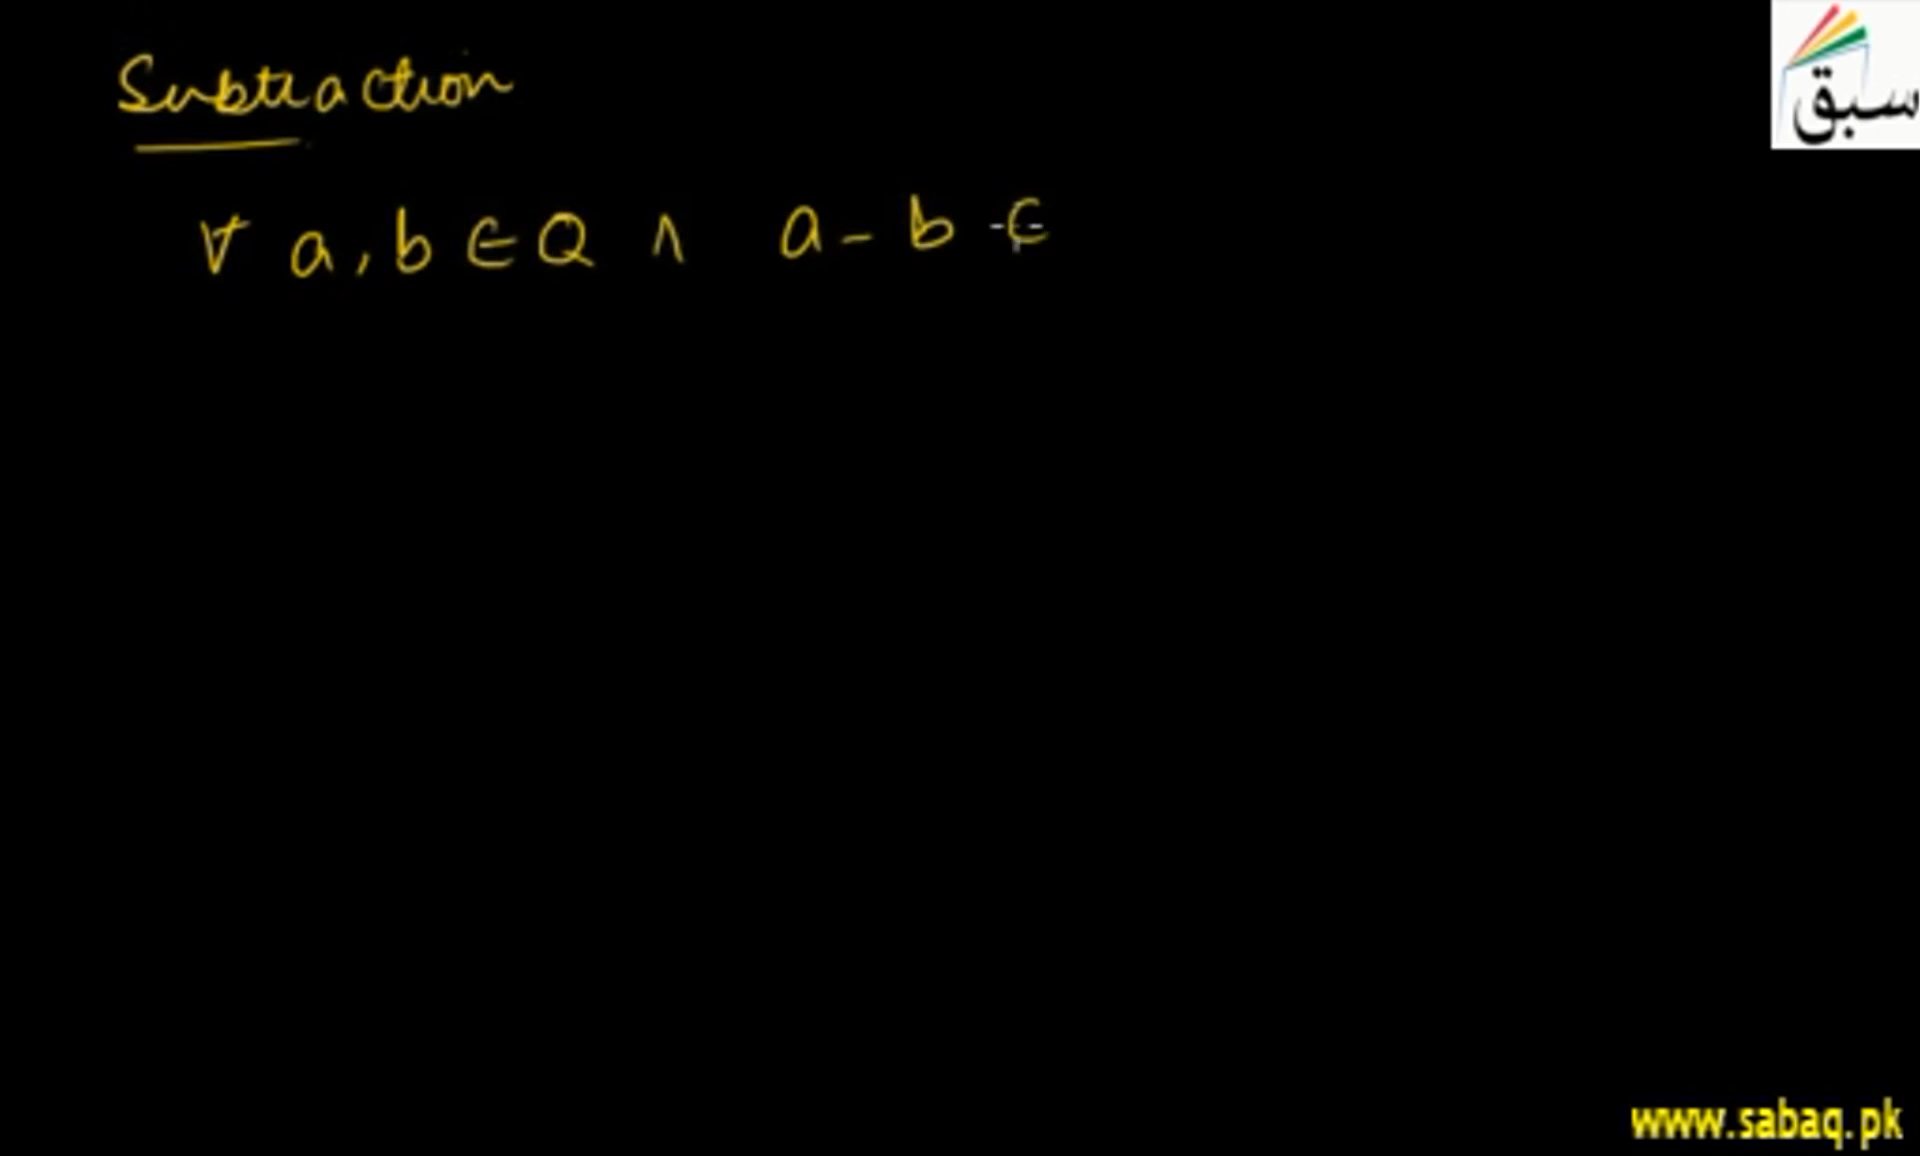 Subtraction
سبق
∀ a, b ∈ Q ∧ a - b ∈
www.sabaq.pk